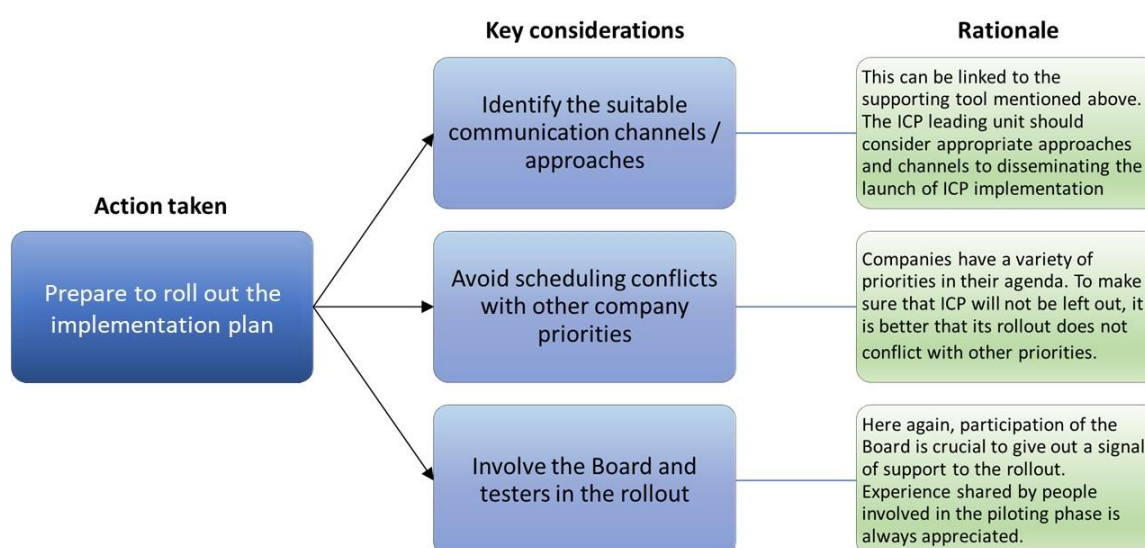 Key considerations
Rationale
Action taken
Prepare to roll out the
implementation plan
Identify the suitable
communication channels /
approaches
This can be linked to the
supporting tool mentioned above.
The ICP leading unit should
consider appropriate approaches
and channels to disseminating the
launch of ICP implementation
Avoid scheduling conflicts
with other company
priorities
Companies have a variety of
priorities in their agenda. To make
sure that ICP will not be left out, it
is better that its rollout does not
conflict with other priorities.
Involve the Board and
testers in the rollout
Here again, participation of the
Board is crucial to give out a signal
of support to the rollout.
Experience shared by people
involved in the piloting phase is
always appreciated.